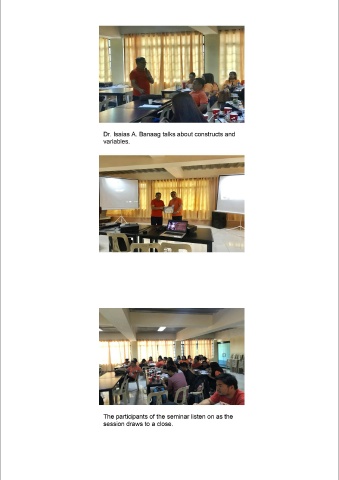 Dr. Isaias A. Banaag talks about constructs and
variables.
The participants of the seminar listen on as the
session draws to a close.